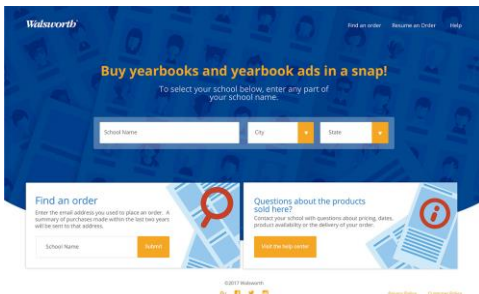 Walsworth
Find an order
Resume an Order
Help
Buy yearbooks and yearbook ads in a snap!
To select your school below, enter any part of
your school name.
School Name
City
State
Find an order
Enter the email address you used to place an order. A
summary of purchases made within the last two years
will be sent to that address.
School Name
Submit
Questions about the products
sold here?
Contact your school with questions about pricing, dates,
product availability or the delivery of your order.
Visit the help center
©2017 Walsworth
Privacy Policy